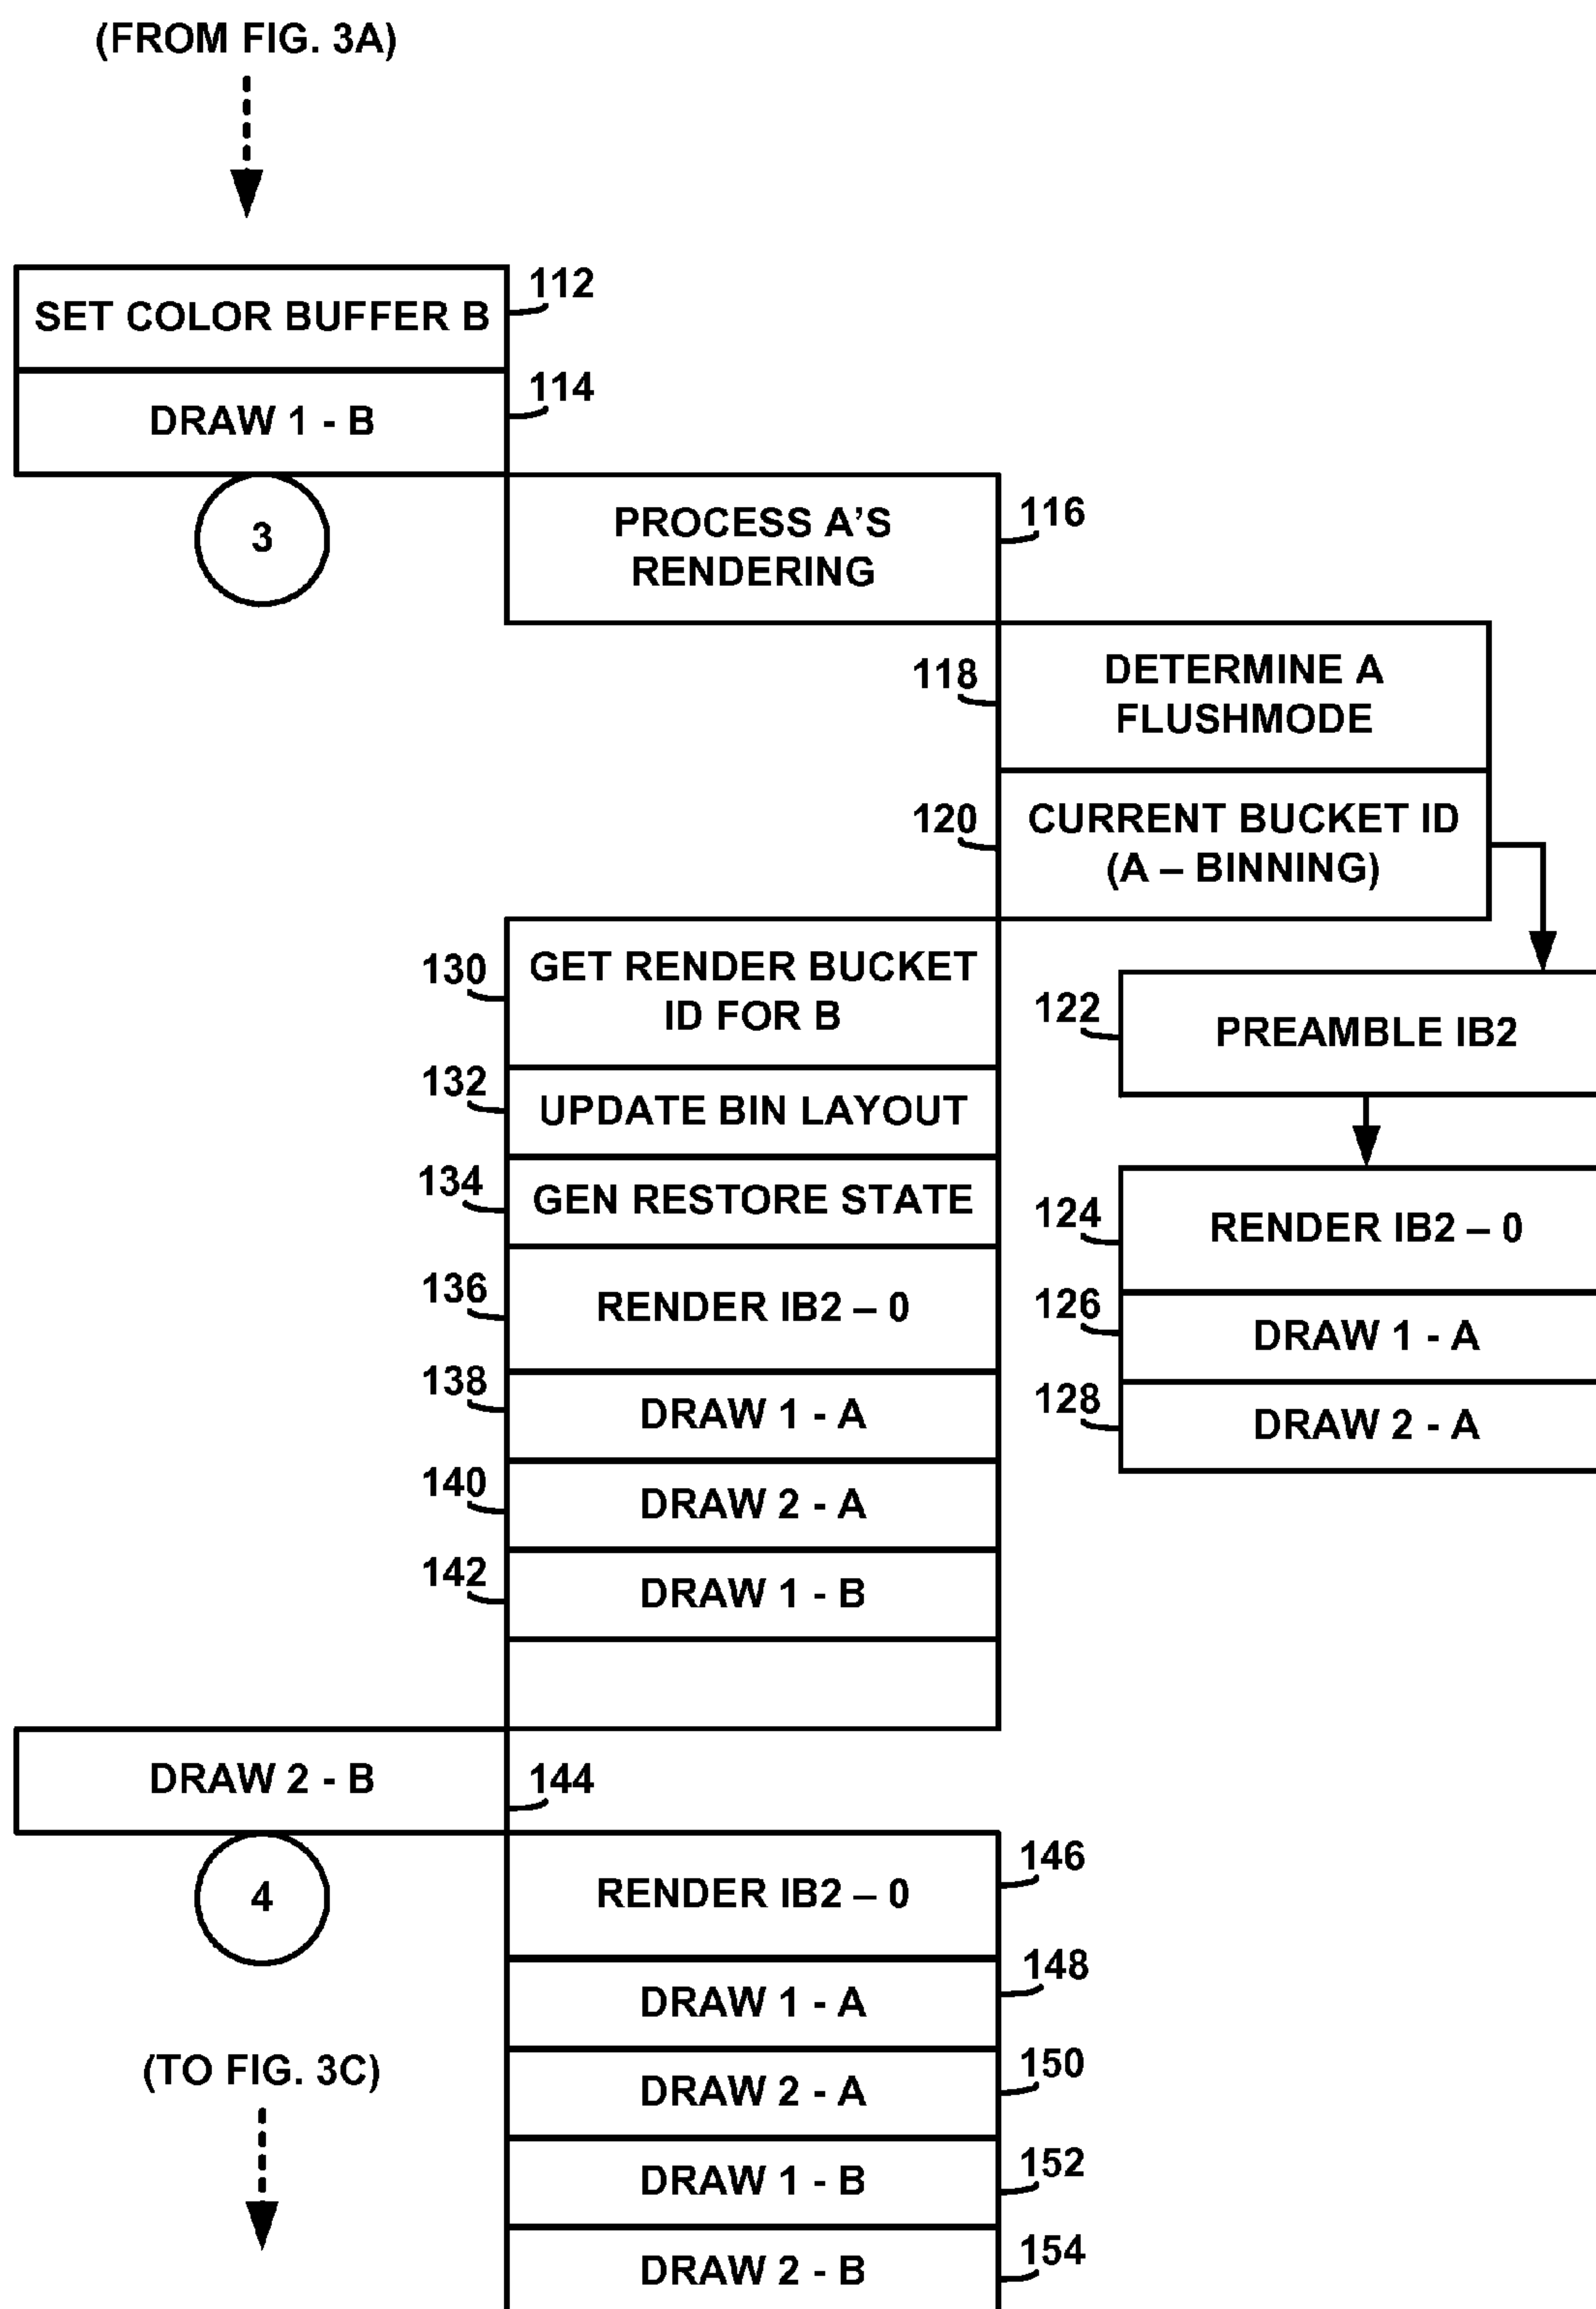 (FROM FIG. 3A)
SET COLOR BUFFER B
112
DRAW 1 - B
114
3
PROCESS A'S
RENDERING
116
118
DETERMINE A
FLUSHMODE
120
CURRENT BUCKET ID
(A – BINNING)
122
PREAMBLE IB2
124
RENDER IB2 – 0
126
DRAW 1 - A
128
DRAW 2 - A
130
GET RENDER BUCKET
ID FOR B
132
UPDATE BIN LAYOUT
134
GEN RESTORE STATE
136
RENDER IB2 – 0
138
DRAW 1 - A
140
DRAW 2 - A
142
DRAW 1 - B
DRAW 2 - B
144
4
RENDER IB2 – 0
146
DRAW 1 - A
148
DRAW 2 - A
150
DRAW 1 - B
152
DRAW 2 - B
154
(TO FIG. 3C)